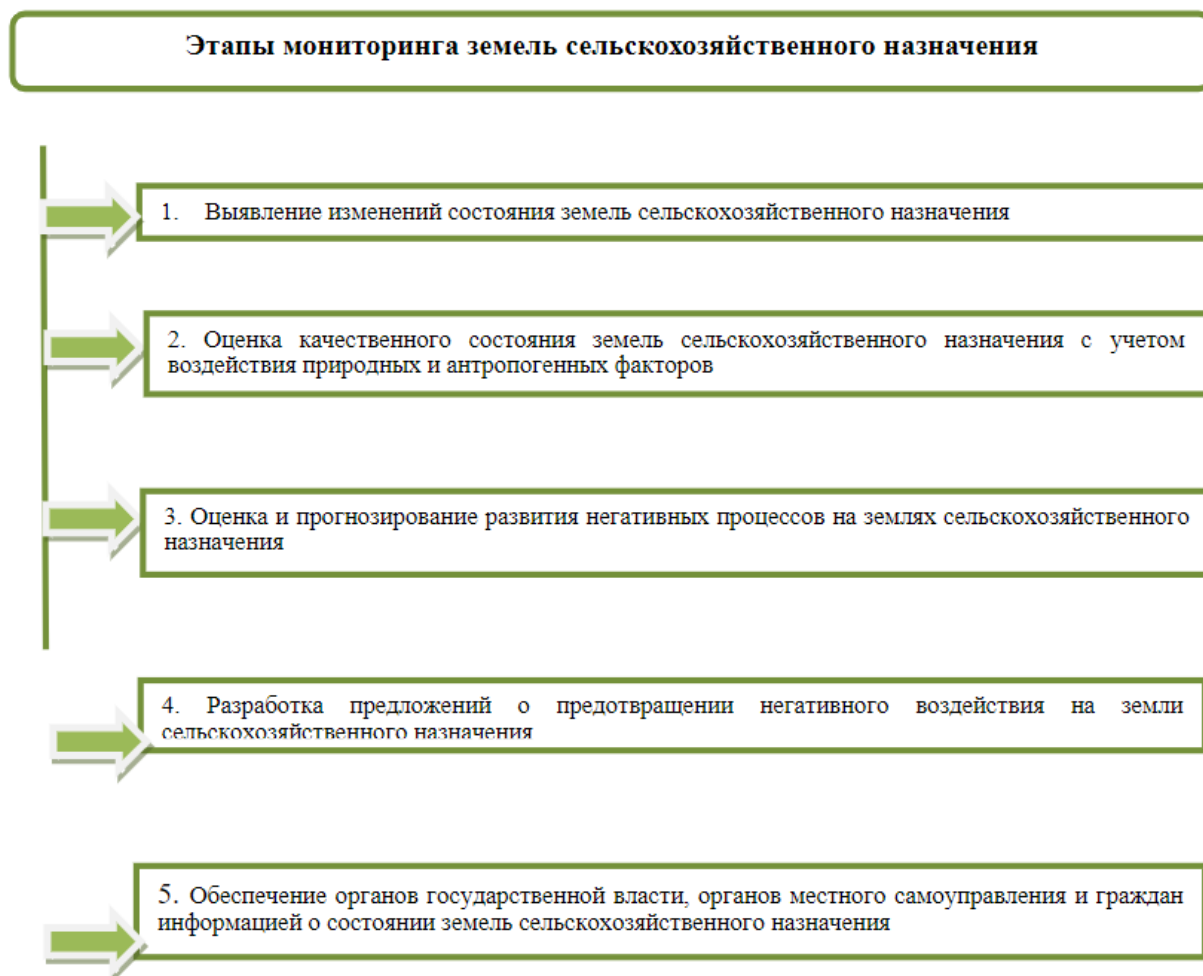 Этапы мониторинга земель сельскохозяйственного назначения
1. Выявление изменений состояния земель сельскохозяйственного назначения
2. Оценка качественного состояния земель сельскохозяйственного назначения с учетом
воздействия природных и антропогенных факторов
3. Оценка и прогнозирование развития негативных процессов на землях сельскохозяйственного
назначения
4. Разработка предложений о предотвращении негативного воздействия на земли
сельскохозяйственного назначения
5. Обеспечение органов государственной власти, органов местного самоуправления и граждан
информацией о состоянии земель сельскохозяйственного назначения